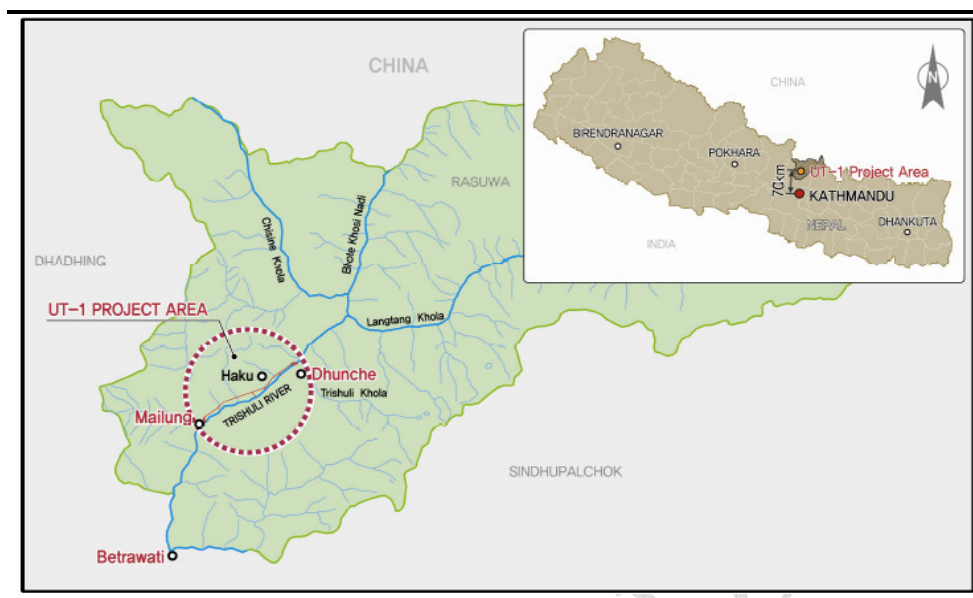 CHINA
CHINA
N
BIRENDRANAGAR
POKHARA
UT-1 Project Area
70km
KATHMANDU
NEPAL
DHANKUTA
INDIA
RASUWA
Chisine Khola
Bhote Khosi Nadi
DHADHING
UT-1 PROJECT AREA
Langtang Khola
Haku
Dhunche
Trishuli Khola
TRISHULI RIVER
Mailung
SINDHUPALCHOK
Betrawati